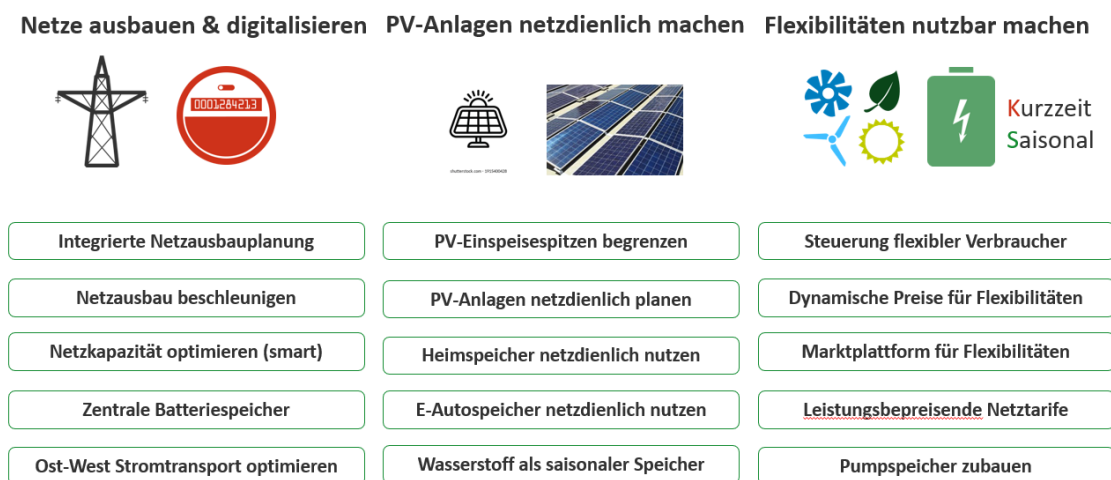 Netze ausbauen & digitalisieren
PV-Anlagen netzdienlich machen
Flexibilitäten nutzbar machen
0001284213
Kurzzeit
Saisonal
shutterstock.com · 1915400428
Integrierte Netzausbauplanung
PV-Einspeisespitzen begrenzen
Steuerung flexibler Verbraucher
Netzausbau beschleunigen
PV-Anlagen netzdienlich planen
Dynamische Preise für Flexibilitäten
Netzkapazität optimieren (smart)
Heimspeicher netzdienlich nutzen
Marktplattform für Flexibilitäten
Zentrale Batteriespeicher
E-Autospeicher netzdienlich nutzen
Leistungsbepreisende Netztarife
Ost-West Stromtransport optimieren
Wasserstoff als saisonaler Speicher
Pumpspeicher zubauen